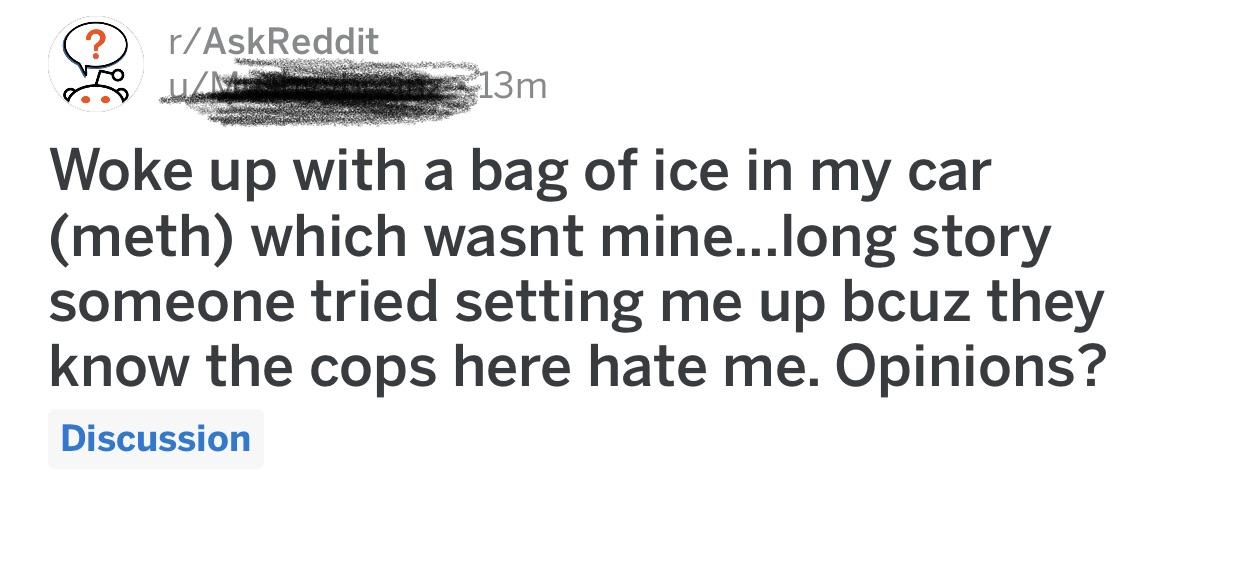 ?
r/AskReddit
13m
Woke up with a bag of ice in my car
(meth) which wasnt mine...long story
someone tried setting me up bcuz they
know the cops here hate me. Opinions?
Discussion